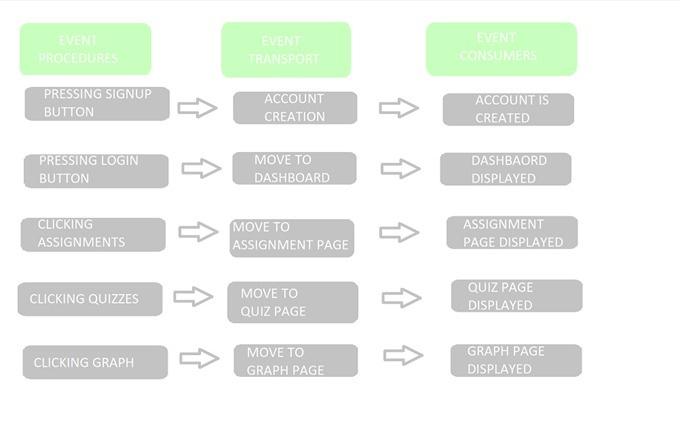 EVENT
PROCEDURES
EVENT
TRANSPORT
EVENT
CONSUMERS
PRESSING SIGNUP
BUTTON
ACCOUNT
CREATION
ACCOUNT IS
CREATED
PRESSING LOGIN
BUTTON
MOVE TO
DASHBOARD
DASHBAORD
DISPLAYED
CLICKING
ASSIGNMENTS
MOVE TO
ASSIGNMENT PAGE
ASSIGNMENT
PAGE DISPLAYED
CLICKING QUIZZES
MOVE TO
QUIZ PAGE
QUIZ PAGE
DISPLAYED
CLICKING GRAPH
MOVE TO
GRAPH PAGE
GRAPH PAGE
DISPLAYED